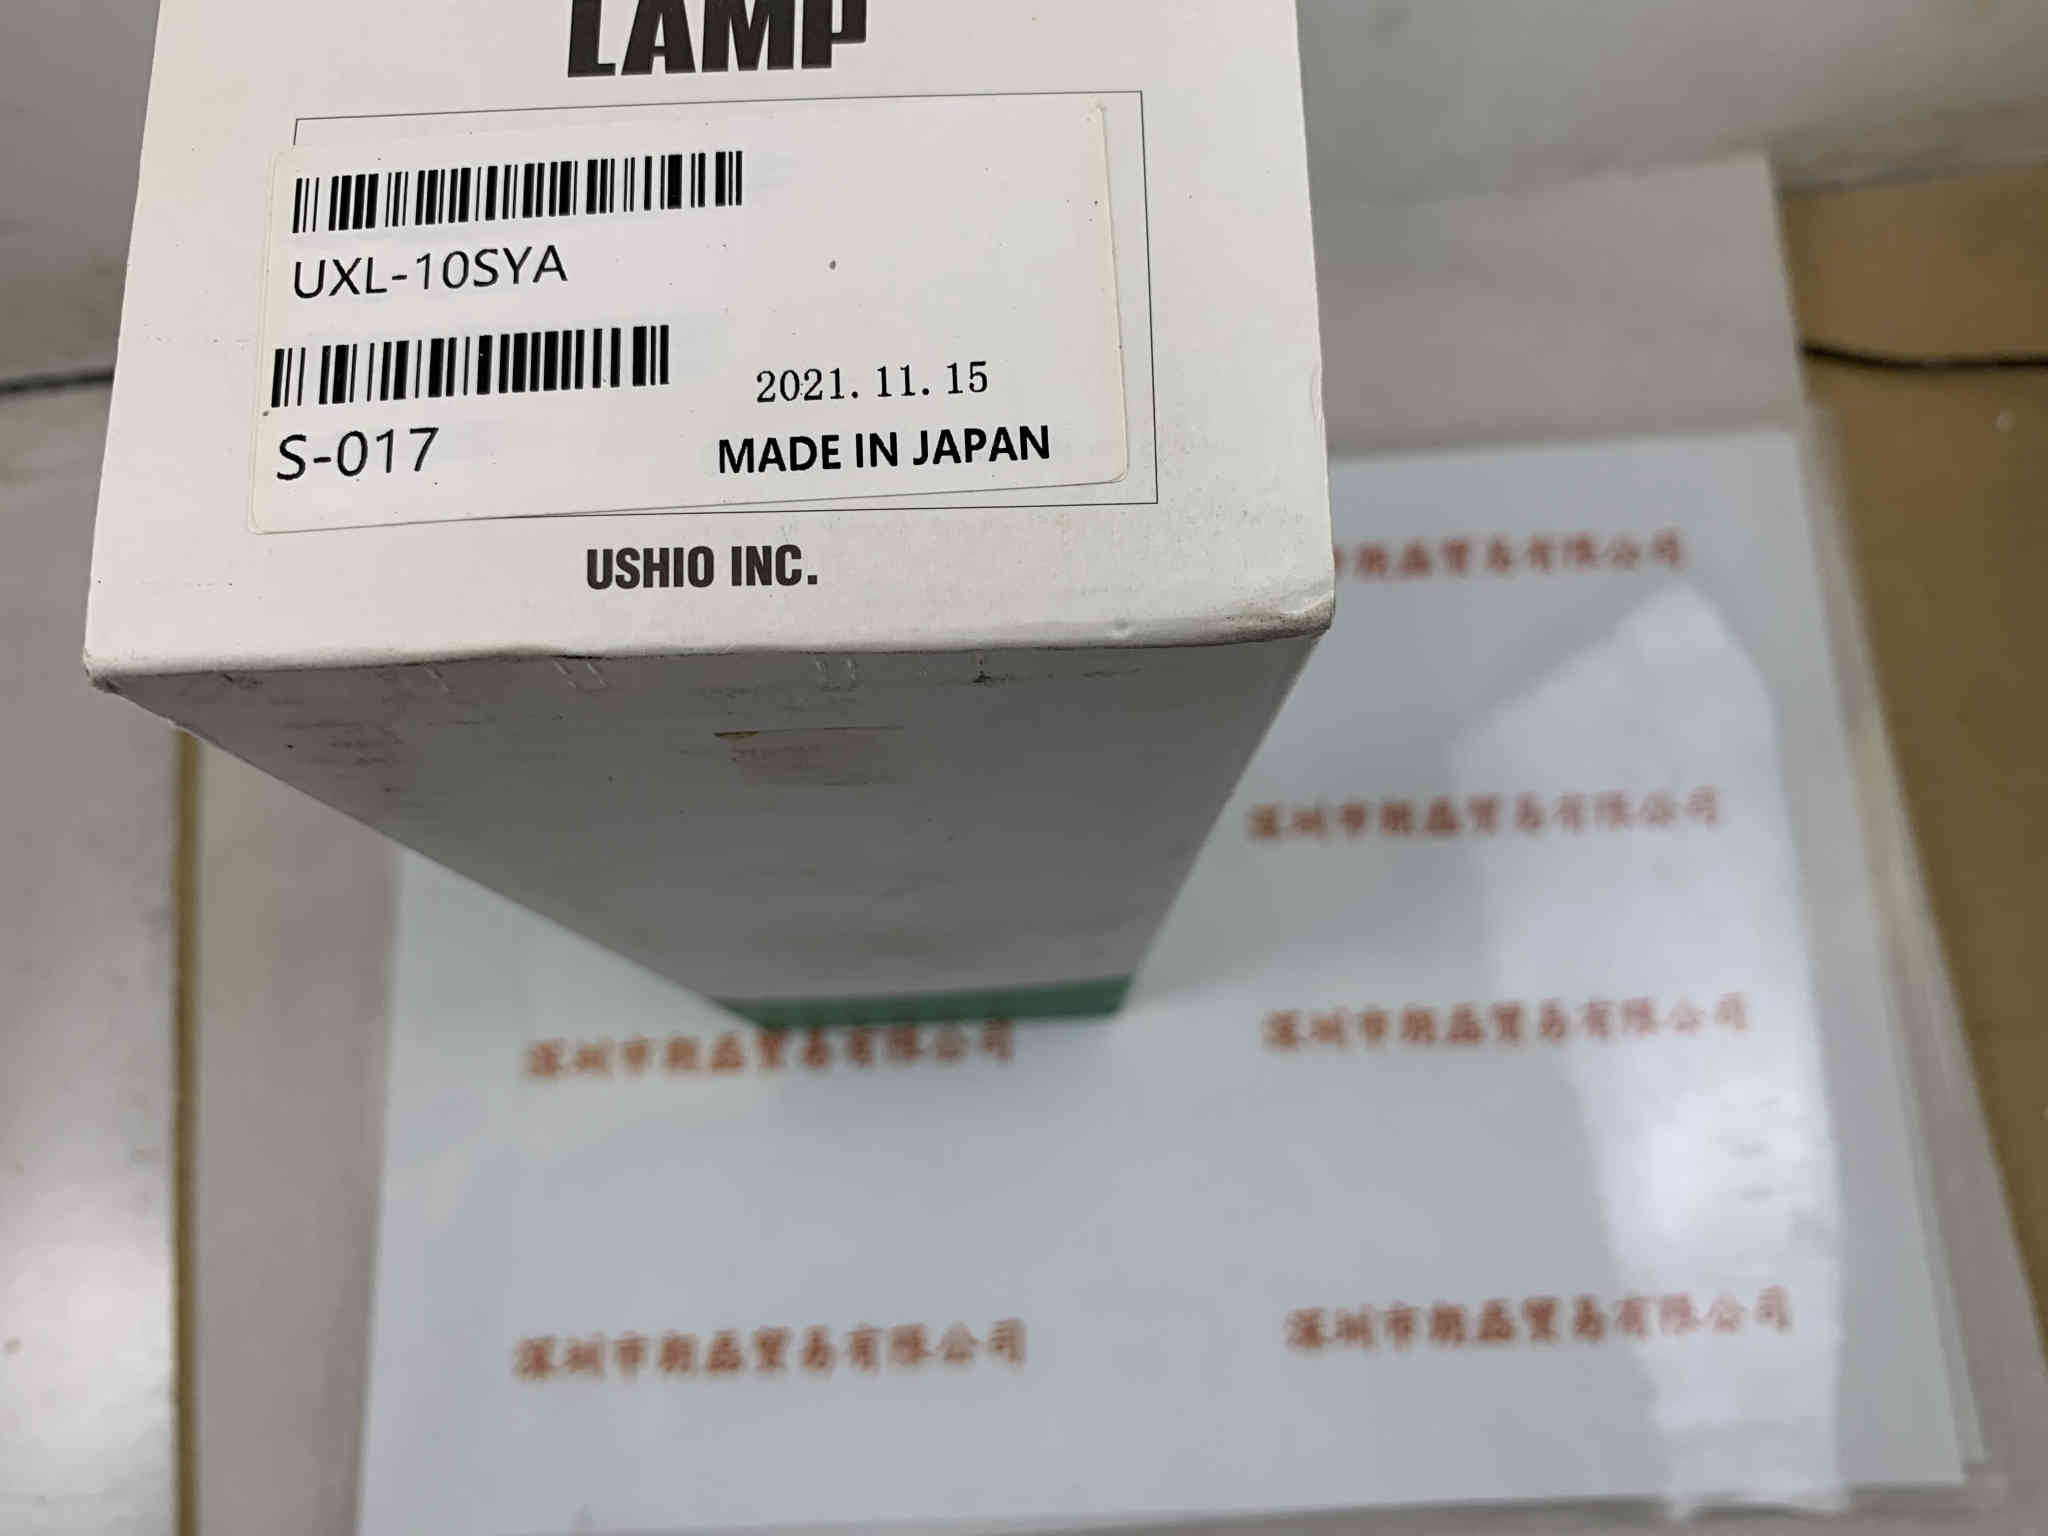 LAMP
UXL-10SYA
2021.11.15
S-017
MADE IN JAPAN
USHIO INC.
市朗磊贸易有限公司
深圳市朗磊贸易有限公司
深圳市朗磊贸易有限公司
深圳市朗磊贸易有限公司
深圳市朗磊贸易有限公司
深圳市朗磊贸易有限公司